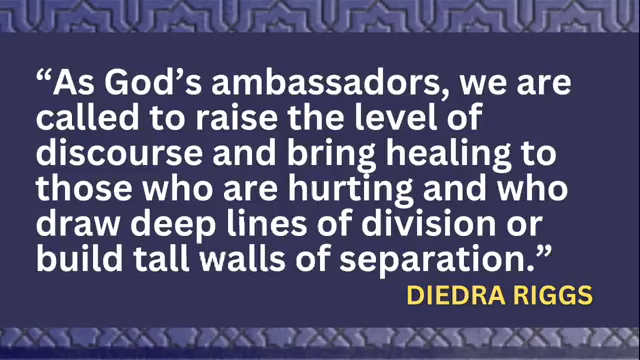 “As God’s ambassadors, we are
called to raise the level of
discourse and bring healing to
those who are hurting and who
draw deep lines of division or
build tall walls of separation.”
DIEDRA RIGGS